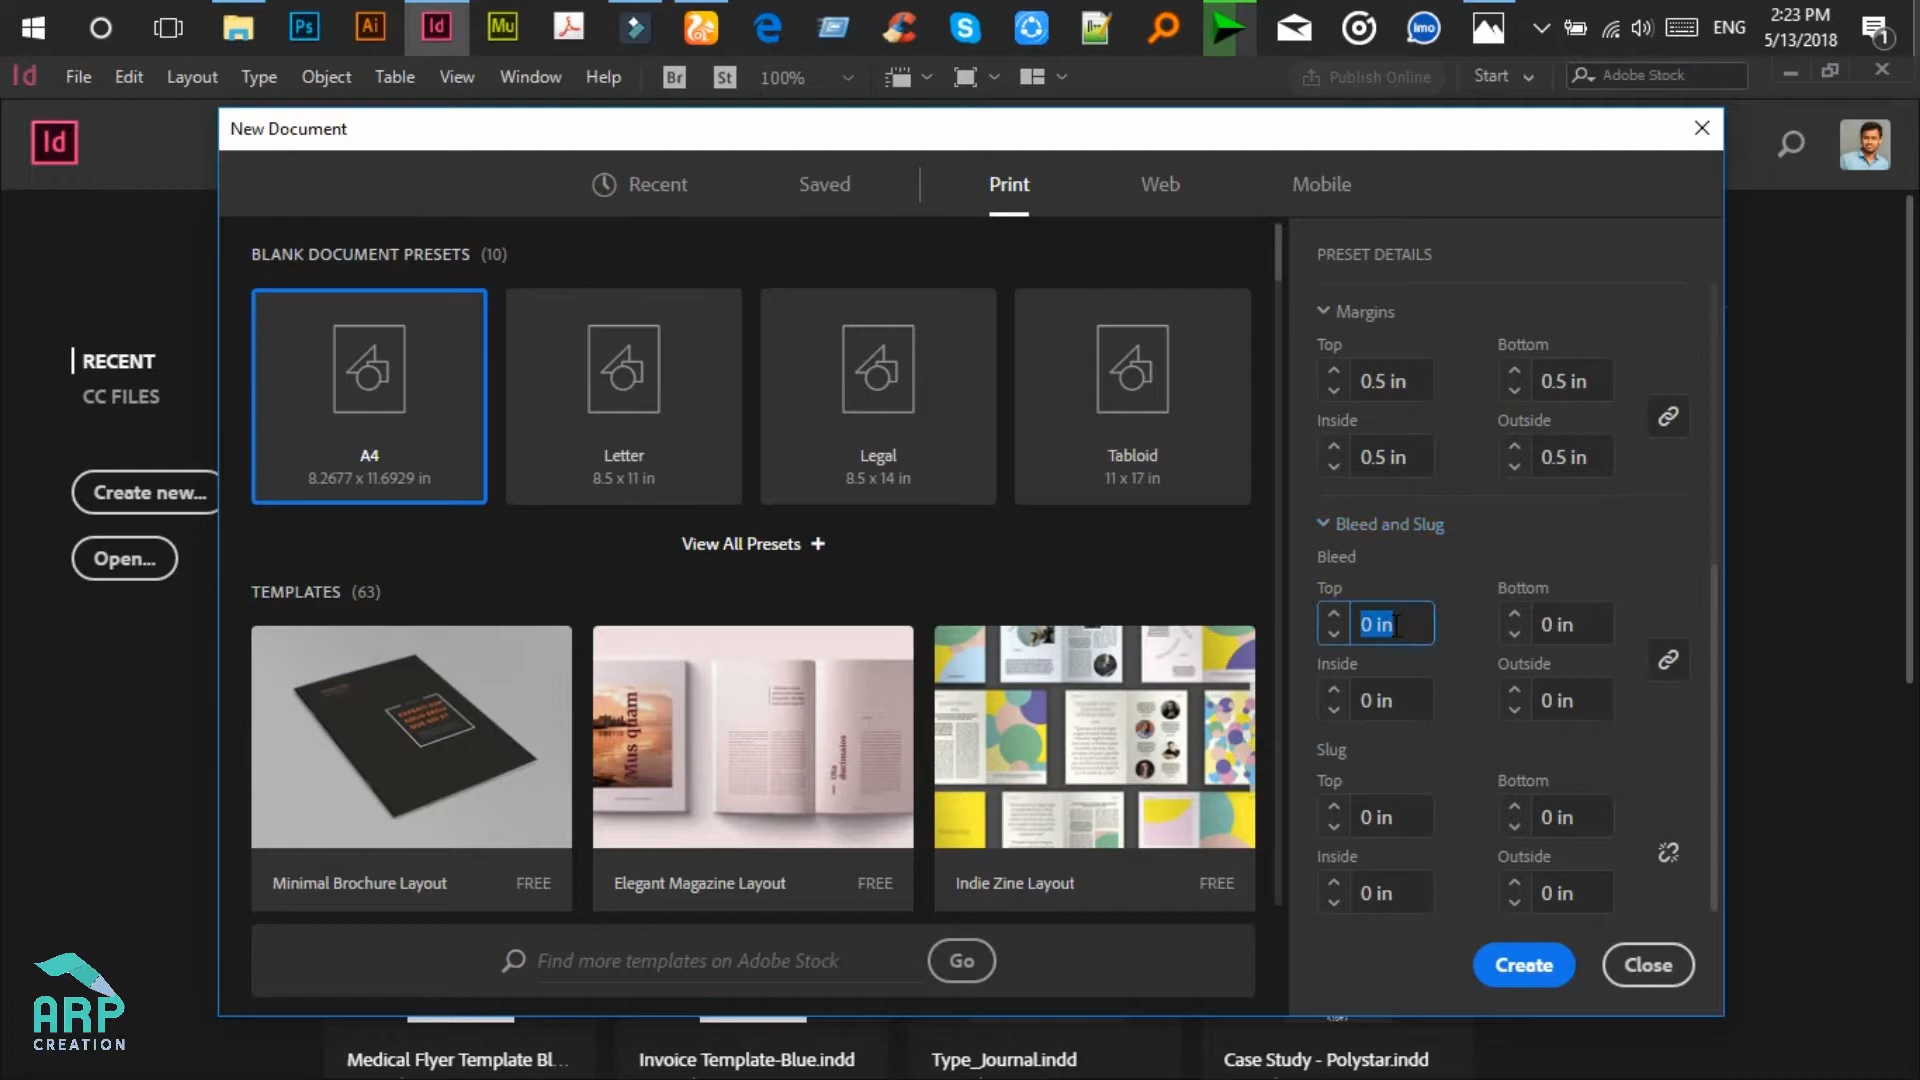 Ps
Ai
Id
Mu
imo
ENG
2:23 PM
5/13/2018
1
Id
File
Edit
Layout
Type
Object
Table
View
Window
Help
Br
St
100%
Publish Online
Start
Adobe Stock
Id
New Document
Recent
Saved
Print
Web
Mobile
BLANK DOCUMENT PRESETS (10)
PRESET DETAILS
A4
8.2677 x 11.6929 in
Letter
8.5 x 11 in
Legal
8.5 x 14 in
Tabloid
11 x 17 in
View All Presets +
Margins
Top
Bottom
0.5 in
0.5 in
Inside
Outside
0.5 in
0.5 in
Bleed and Slug
Bleed
Top
Bottom
0 in
0 in
Inside
Outside
0 in
0 in
Slug
Top
Bottom
0 in
0 in
Inside
Outside
0 in
0 in
RECENT
CC FILES
Create new...
Open...
TEMPLATES (63)
Mus quam
Minimal Brochure Layout
FREE
Elegant Magazine Layout
FREE
Indie Zine Layout
FREE
Find more templates on Adobe Stock
Go
Create
Close
ARP
CREATION
Medical Flyer Template Bl...
Invoice Template-Blue.indd
Type_Journal.indd
Case Study - Polystar.indd